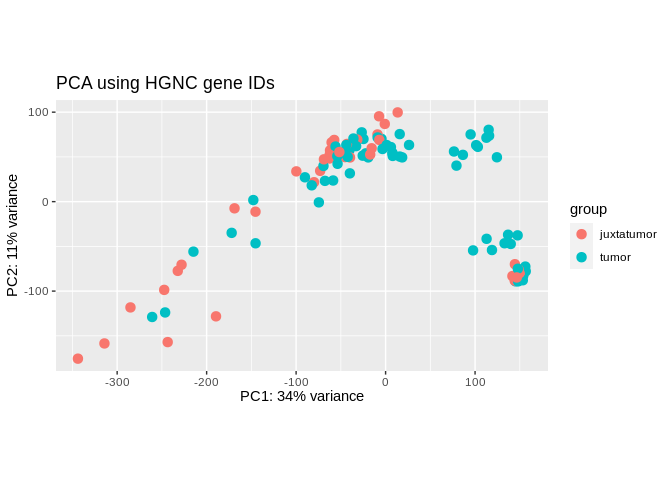 PCA using HGNC gene IDs
100
0
-100
PC2: 11% variance
-300
-200
-100
0
100
PC1: 34% variance
group
juxtatumor
tumor